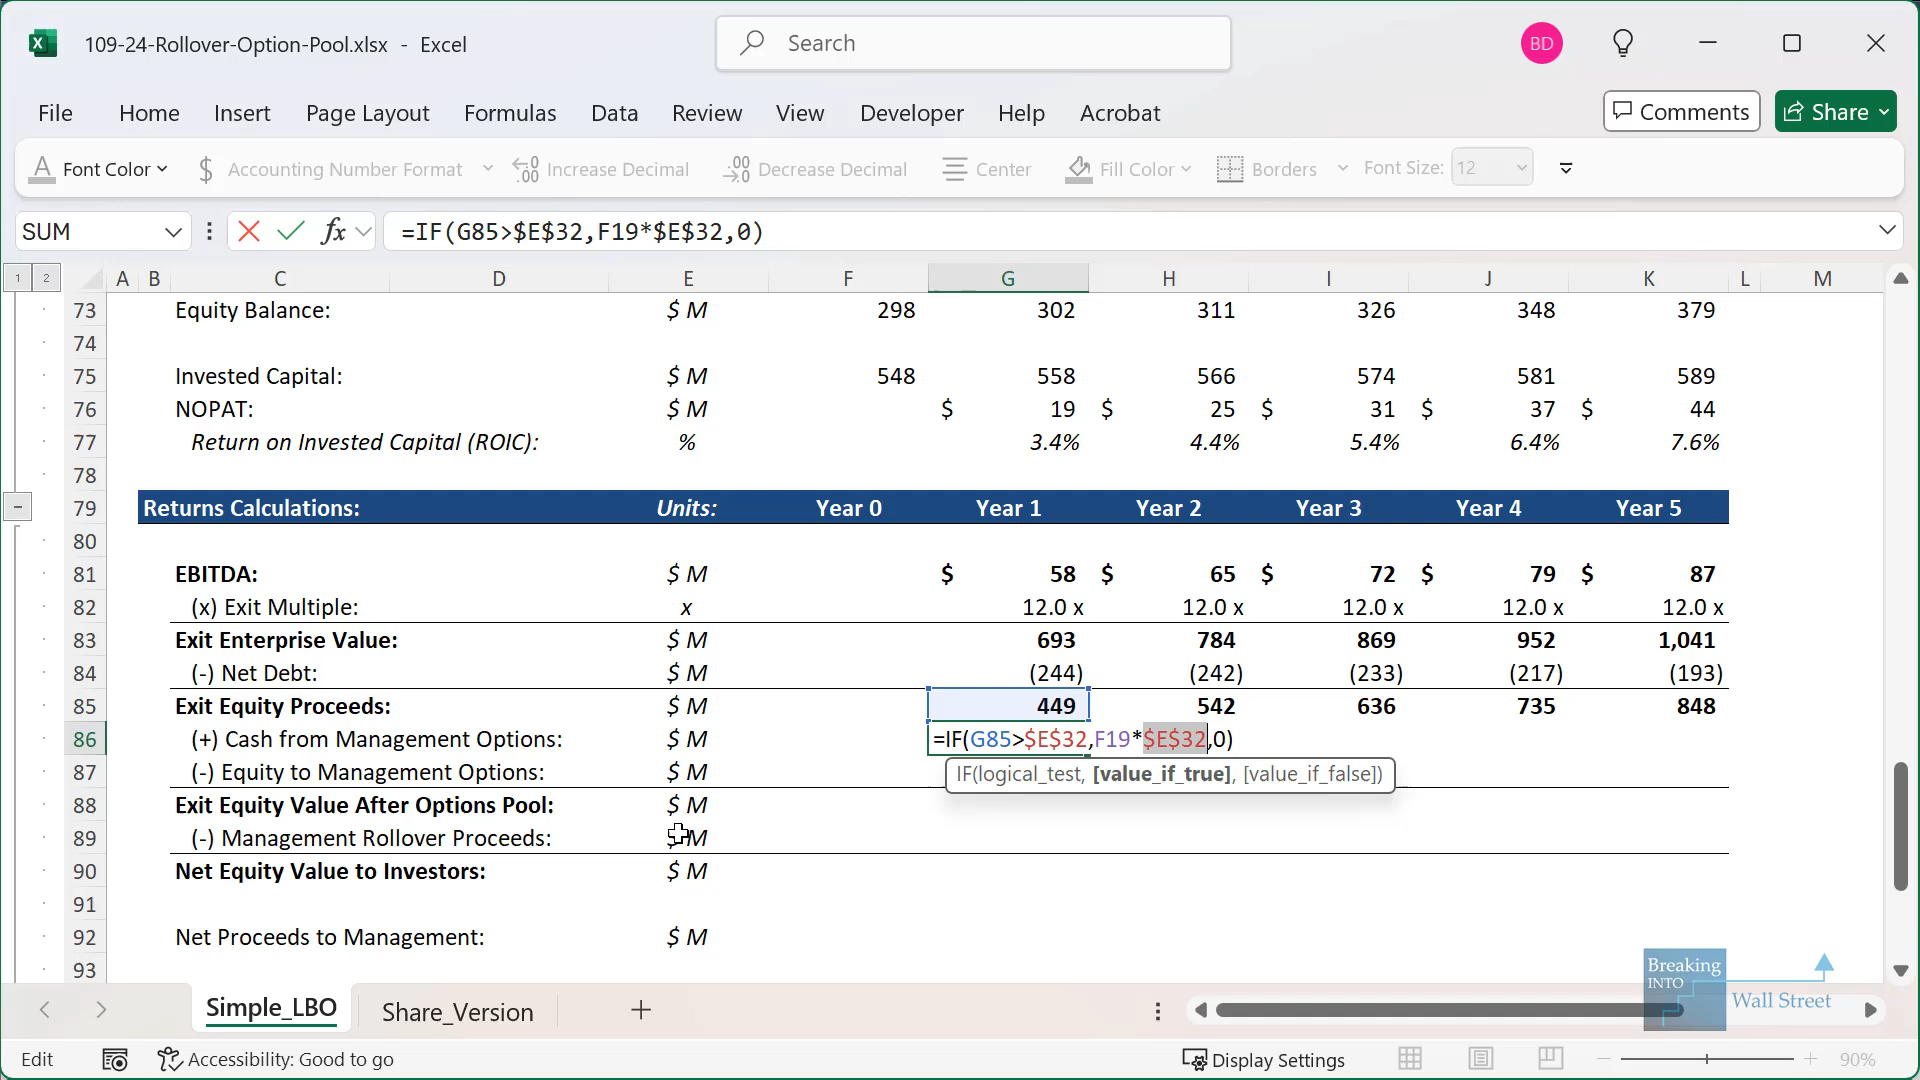 109-24-Rollover-Option-Pool.xlsx - Excel
Search
BD
File Home Insert Page Layout Formulas Data Review View Developer Help Acrobat
Comments Share
Font Color $ Accounting Number Format Increase Decimal Decrease Decimal Center Fill Color Borders Font Size: 12
SUM fx =IF(G85>$E$32,F19*$E$32,0)
1 2 A B C D E F G H I J K L M
73 Equity Balance: $ M 298 302 311 326 348 379
74
75 Invested Capital: $ M 548 558 566 574 581 589
76 NOPAT: $ M $ 19 $ 25 $ 31 $ 37 $ 44
77 Return on Invested Capital (ROIC): % 3.4% 4.4% 5.4% 6.4% 7.6%
78
79 Returns Calculations: Units: Year 0 Year 1 Year 2 Year 3 Year 4 Year 5
80
81 EBITDA: $ M $ 58 $ 65 $ 72 $ 79 $ 87
82 (x) Exit Multiple: x 12.0 x 12.0 x 12.0 x 12.0 x 12.0 x
83 Exit Enterprise Value: $ M 693 784 869 952 1,041
84 (-) Net Debt: $ M (244) (242) (233) (217) (193)
85 Exit Equity Proceeds: $ M 449 542 636 735 848
86 (+) Cash from Management Options: $ M =IF(G85>$E$32,F19*$E$32,0)
87 (-) Equity to Management Options: $ M IF(logical_test, [value_if_true], [value_if_false])
88 Exit Equity Value After Options Pool: $ M
89 (-) Management Rollover Proceeds: $ M
90 Net Equity Value to Investors: $ M
91
92 Net Proceeds to Management: $ M
93
Breaking
INTO
Wall Street
Simple_LBO Share_Version
Edit Accessibility: Good to go Display Settings 90%